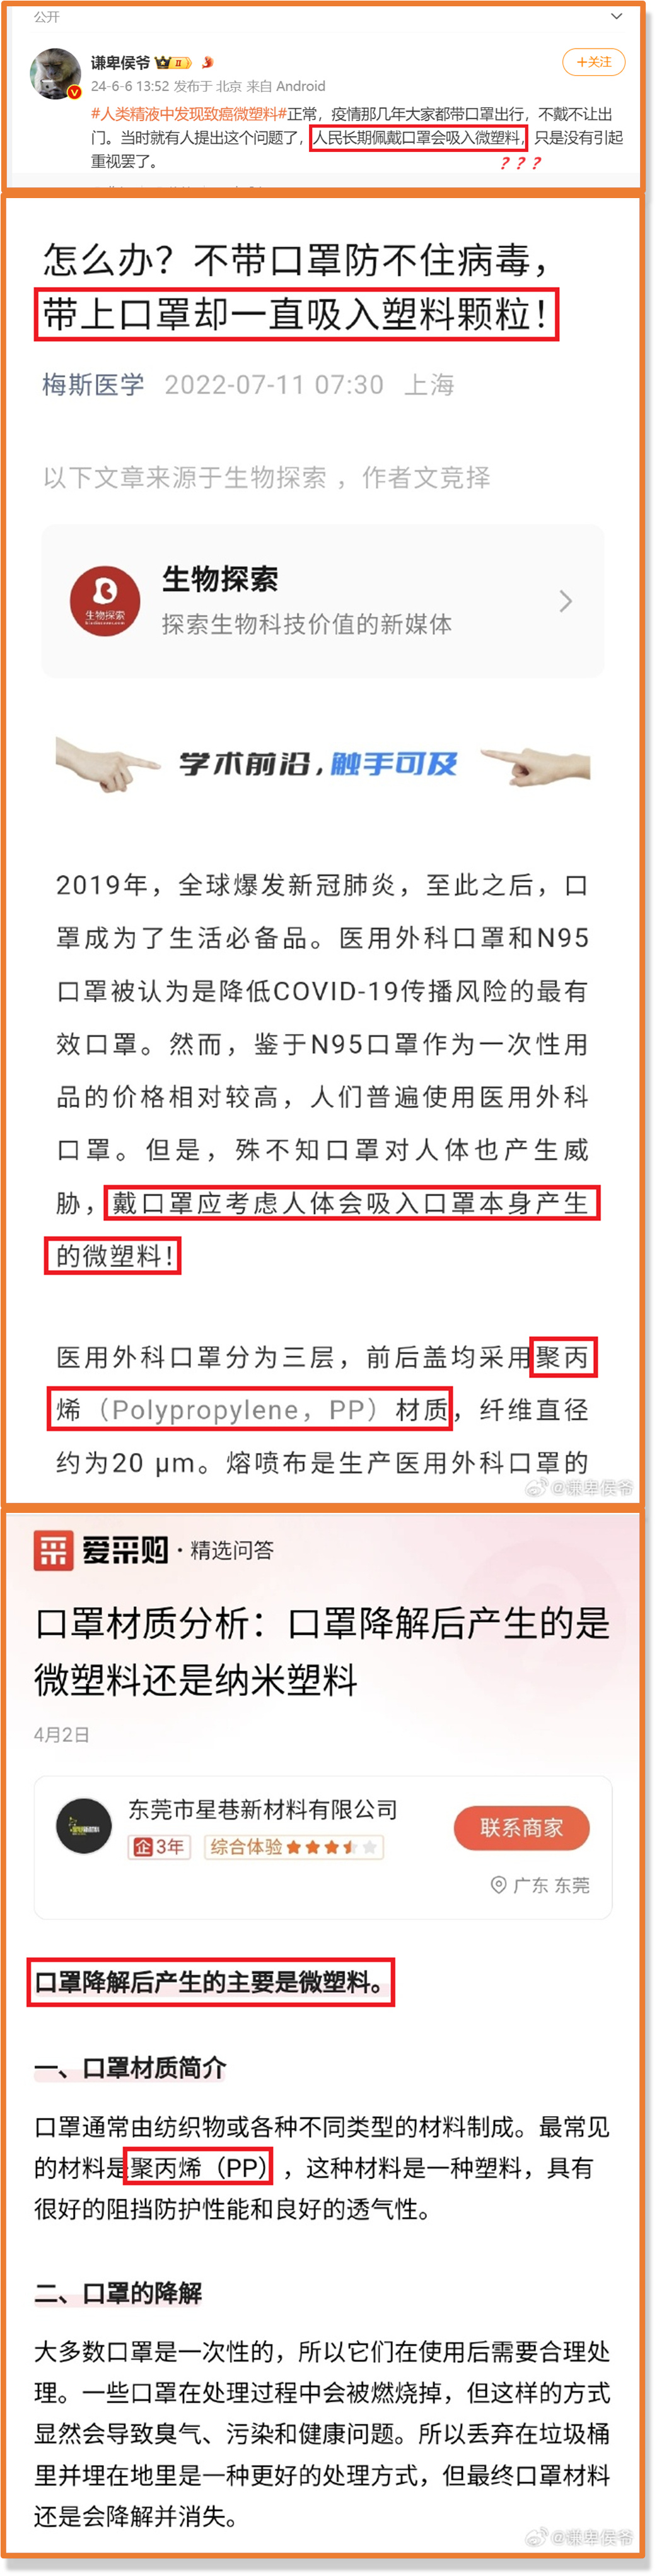 公开
谦卑侯爷
24-6-6 13:52 发布于 北京 来自 Android
+关注
#人类精液中发现致癌微塑料#正常，疫情那几年大家都带口罩出行，不戴不让出
门。当时就有人提出这个问题了，人民长期佩戴口罩会吸入微塑料，只是没有引起
重视罢了。
？？？
怎么办？不带口罩防不住病毒，
带上口罩却一直吸入塑料颗粒！
梅斯医学 2022-07-11 07:30 上海
以下文章来源于生物探索，作者文竞择
生物探索
生物探索
探索生物科技价值的新媒体
学术前沿，触手可及
2019年，全球爆发新冠肺炎，至此之后，口
罩成为了生活必备品。医用外科口罩和N95
口罩被认为是降低COVID-19传播风险的最有
效口罩。然而，鉴于N95口罩作为一次性用
品的价格相对较高，人们普遍使用医用外科
口罩。但是，殊不知口罩对人体也产生威
胁，戴口罩应考虑人体会吸入口罩本身产生
的微塑料！
医用外科口罩分为三层，前后盖均采用聚丙
烯（Polypropylene，PP）材质，纤维直径
约为20 μm。熔喷布是生产医用外科口罩的
@谦卑侯爷
采 爱采购·精选问答
口罩材质分析：口罩降解后产生的是
微塑料还是纳米塑料
4月2日
东莞市星巷新材料有限公司
企3年 综合体验
联系商家
广东 东莞
口罩降解后产生的主要是微塑料。
一、口罩材质简介
口罩通常由纺织物或各种不同类型的材料制成。最常见
的材料是聚丙烯（PP），这种材料是一种塑料，具有
很好的阻挡防护性能和良好的透气性。
二、口罩的降解
大多数口罩是一次性的，所以它们在使用后需要合理处
理。一些口罩在处理过程中会被燃烧掉，但这样的方式
显然会导致臭气、污染和健康问题。所以丢弃在垃圾桶
里并埋在地里是一种更好的处理方式，但最终口罩材料
还是会降解并消失。
@谦卑侯爷